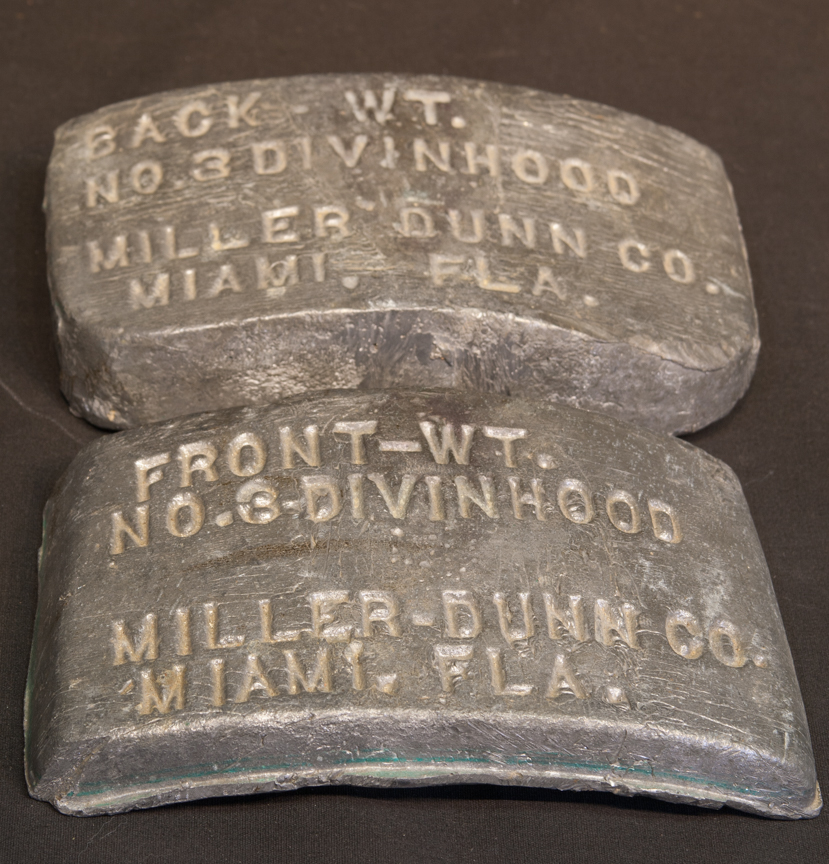 BACK - WT.
NO.3 DIVINHOOD
MILLER DUNN CO.
MIAMI. FLA.
FRONT-WT.
NO.3-DIVINHOOD
MILLER-DUNN CO.
MIAMI. FLA.